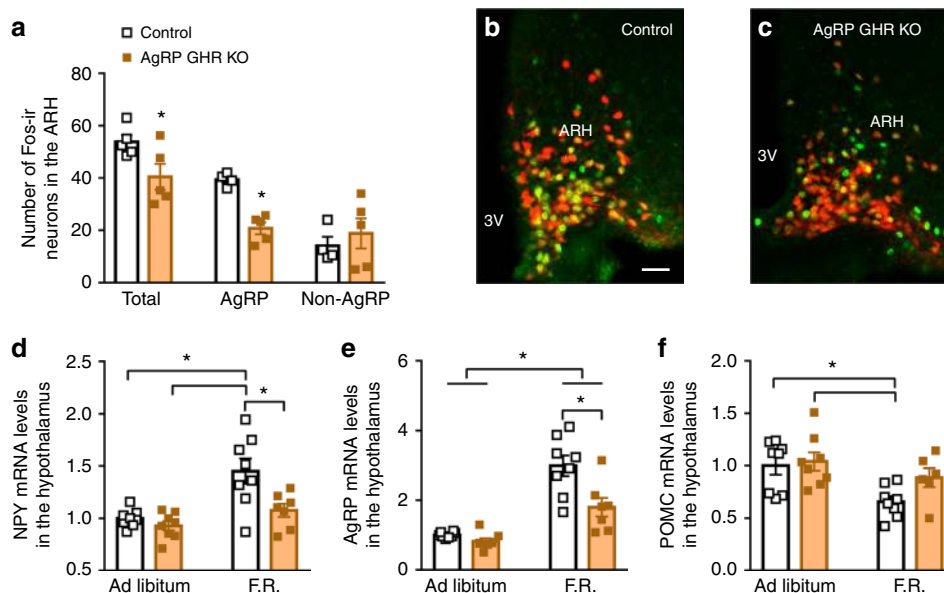 a
Control
AgRP GHR KO
Number of Fos-ir
neurons in the ARH
80
60
40
20
0
*
*
Total
AgRP
Non-AgRP
b
Control
ARH
3V
c
AgRP GHR KO
ARH
3V
d
NPY mRNA levels
in the hypothalamus
2.5
2.0
1.5
1.0
0.5
*
*
Ad libitum
F.R.
e
AgRP mRNA levels
in the hypothalamus
6
4
2
0
*
*
Ad libitum
F.R.
f
POMC mRNA levels
in the hypothalamus
2.0
1.5
1.0
0.5
0.0
*
Ad libitum
F.R.